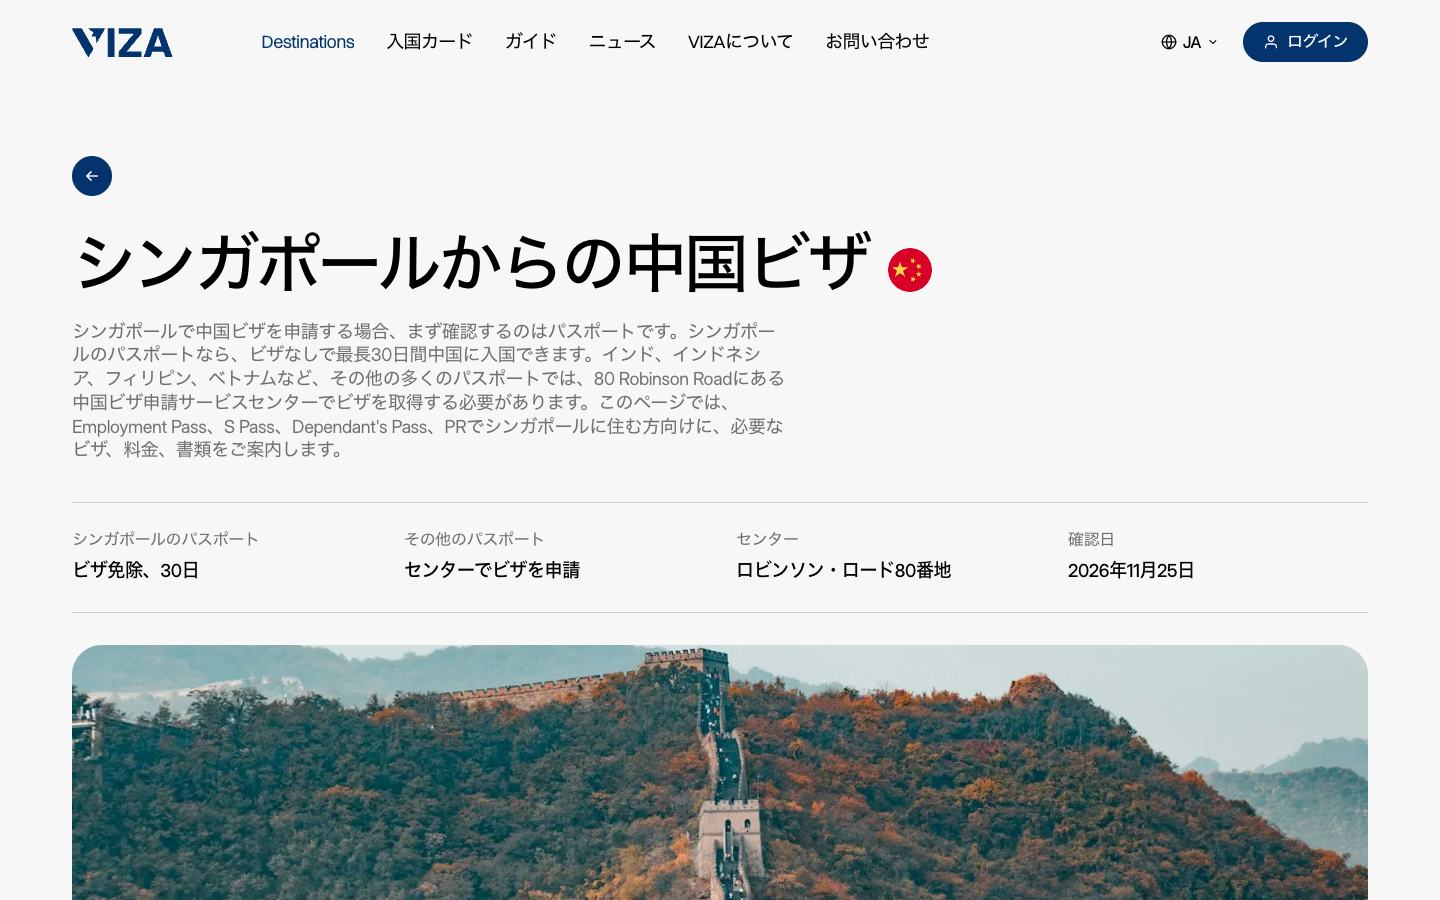 VIZA
Destinations
入国カード
ガイド
ニュース
VIZAについて
お問い合わせ
JA
ログイン
シンガポールからの中国ビザ
シンガポールで中国ビザを申請する場合、まず確認するのはパスポートです。シンガポー
ルのパスポートなら、ビザなしで最長30日間中国に入国できます。インド、インドネシ
ア、フィリピン、ベトナムなど、その他の多くのパスポートでは、80 Robinson Roadにある
中国ビザ申請サービスセンターでビザを取得する必要があります。このページでは、
Employment Pass、S Pass、Dependant's Pass、PRでシンガポールに住む方向けに、必要な
ビザ、料金、書類をご案内します。
シンガポールのパスポート
ビザ免除、30日
その他のパスポート
センターでビザを申請
センター
ロビンソン・ロード80番地
確認日
2026年11月25日